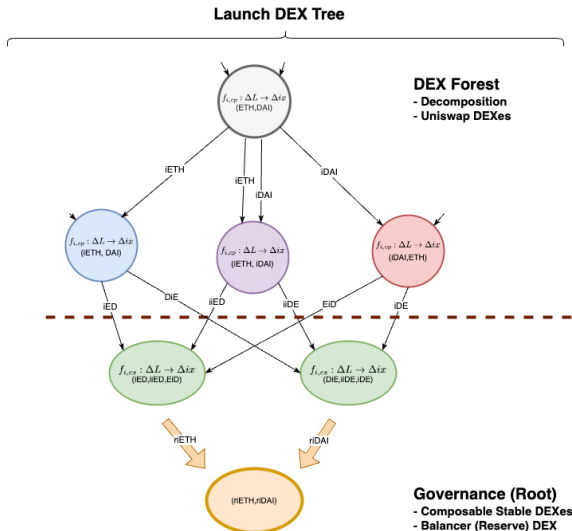 Launch DEX Tree
DEX Forest
- Decomposition
- Uniswap DEXes
f_{i,cp} : ΔL → Δix
(ETH,DAI)
iETH
iETH
iDAI
iDAI
f_{i,cp} : ΔL → Δix
(iETH, DAI)
f_{i,cp} : ΔL → Δix
(iETH, iDAI)
f_{i,cp} : ΔL → Δix
(iDAI,ETH)
iED
DiE
iiED
iiDE
EiD
iDE
f_{i,cs} : ΔL → Δix
(iED,iiED,EiD)
f_{i,cs} : ΔL → Δix
(DiE,iiDE,iDE)
riETH
riDAI
(riETH,riDAI)
Governance (Root)
- Composable Stable DEXes
- Balancer (Reserve) DEX